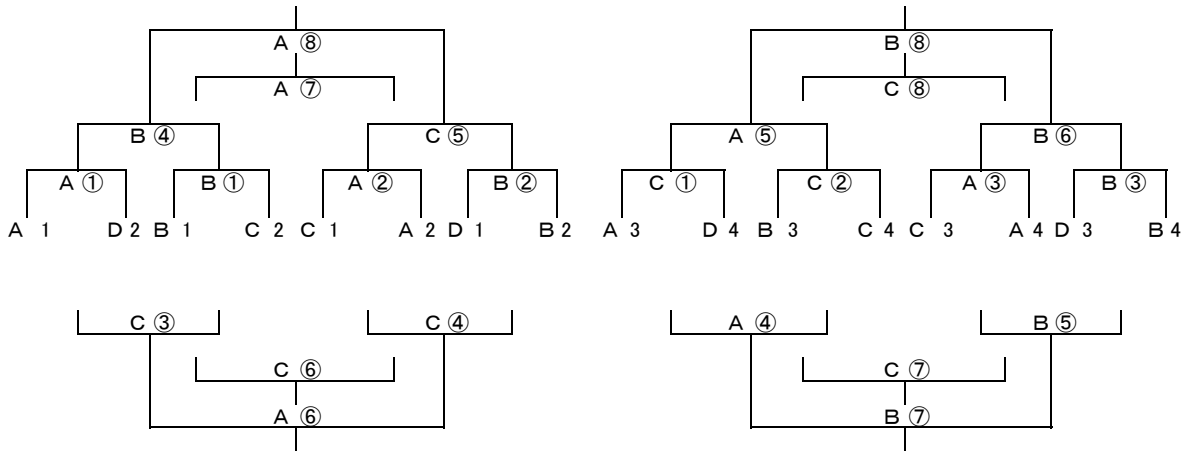 A ⑧ B ⑧
A ⑦ C ⑧
B ④ C ⑤ A ⑤ B ⑥
A ① B ① A ② B ② C ① C ② A ③ B ③
A 1 D 2 B 1 C 2 C 1 A 2 D 1 B 2 A 3 D 4 B 3 C 4 C 3 A 4 D 3 B 4
C ③ C ④ A ④ B ⑤
C ⑥ C ⑦
A ⑥ B ⑦